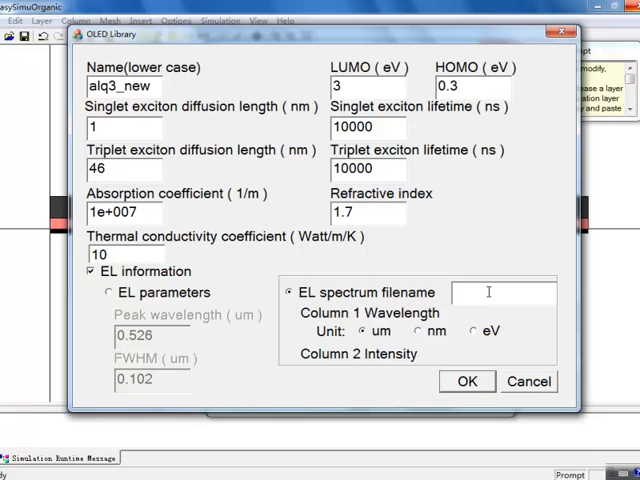 asySimuOrganic
Edit Layer Column Mesh Insert Options Simulation View Help
OLED Library
Name(lower case)
LUMO ( eV )
HOMO ( eV )
alq3_new
3
0.3
Singlet exciton diffusion length ( nm )
Singlet exciton lifetime ( ns )
1
10000
Triplet exciton diffusion length ( nm )
Triplet exciton lifetime ( ns )
46
10000
Absorption coefficient ( 1/m )
Refractive index
1e+007
1.7
Thermal conductivity coefficient ( Watt/m/K )
10
EL information
EL parameters
Peak wavelength ( um )
0.526
FWHM ( um )
0.102
EL spectrum filename
Column 1 Wavelength
Unit: um nm eV
Column 2 Intensity
OK Cancel
pt
modify,
ease a layer
lation layer
y and paste
Simulation Runtime Message
dy
Prompt